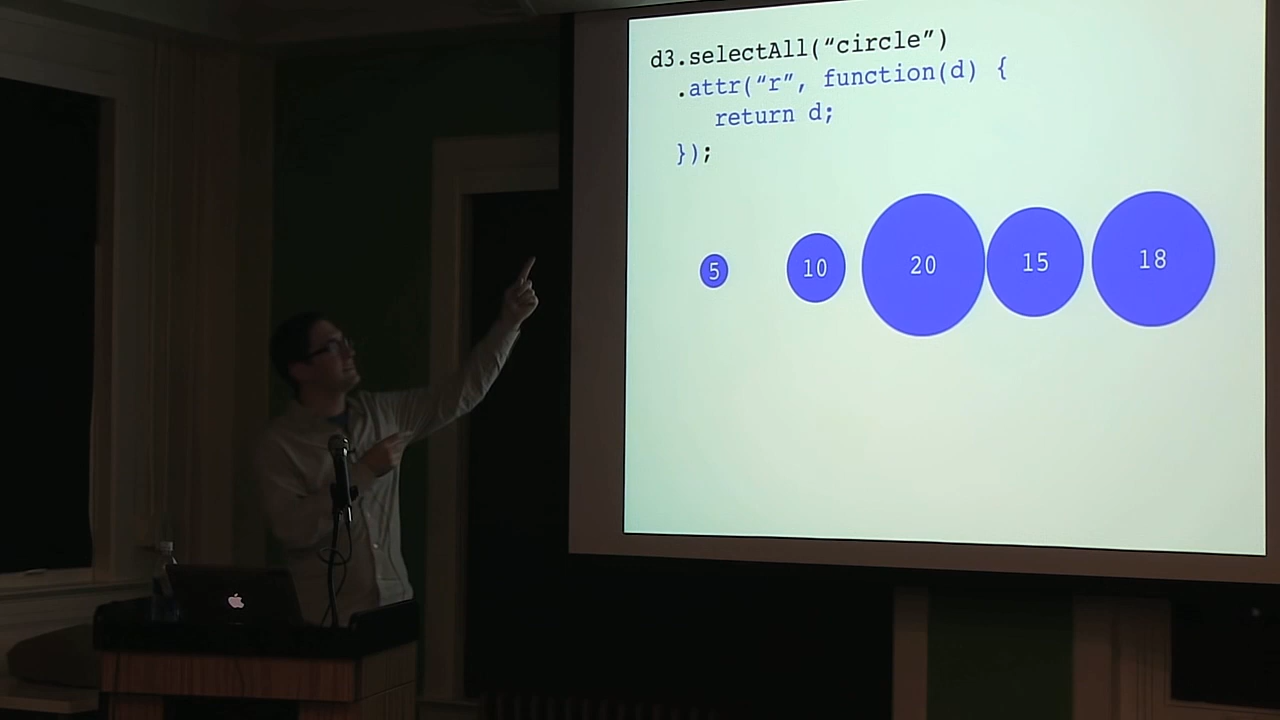 d3.selectAll(“circle”)
.attr(“r”, function(d) {
return d;
});
5 10 20 15 18